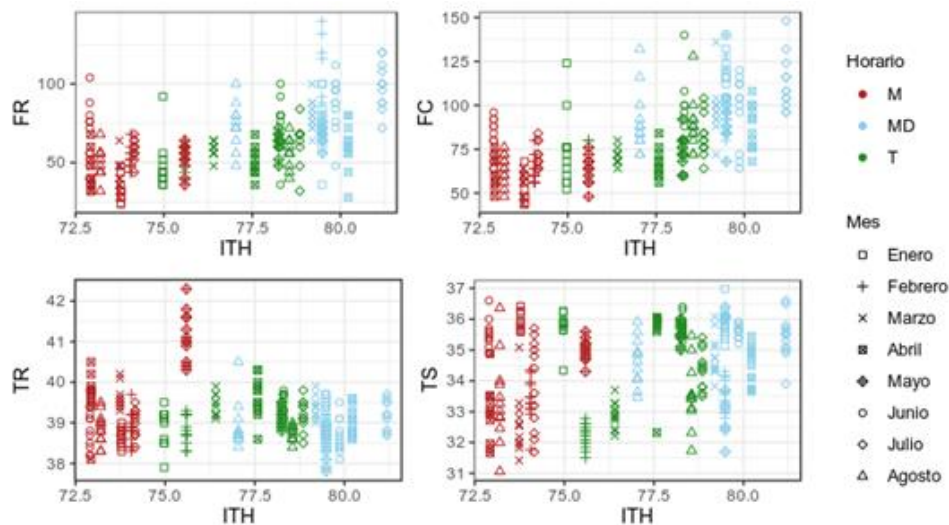 FR
100
50
72.5 75.0 77.5 80.0
ITH
FC
150
125
100
75
50
72.5 75.0 77.5 80.0
ITH
TR
42
41
40
39
38
72.5 75.0 77.5 80.0
ITH
TS
37
36
35
34
33
32
31
72.5 75.0 77.5 80.0
ITH
Horario
M
MD
T
Mes
Enero
Febrero
Marzo
Abril
Mayo
Junio
Julio
Agosto